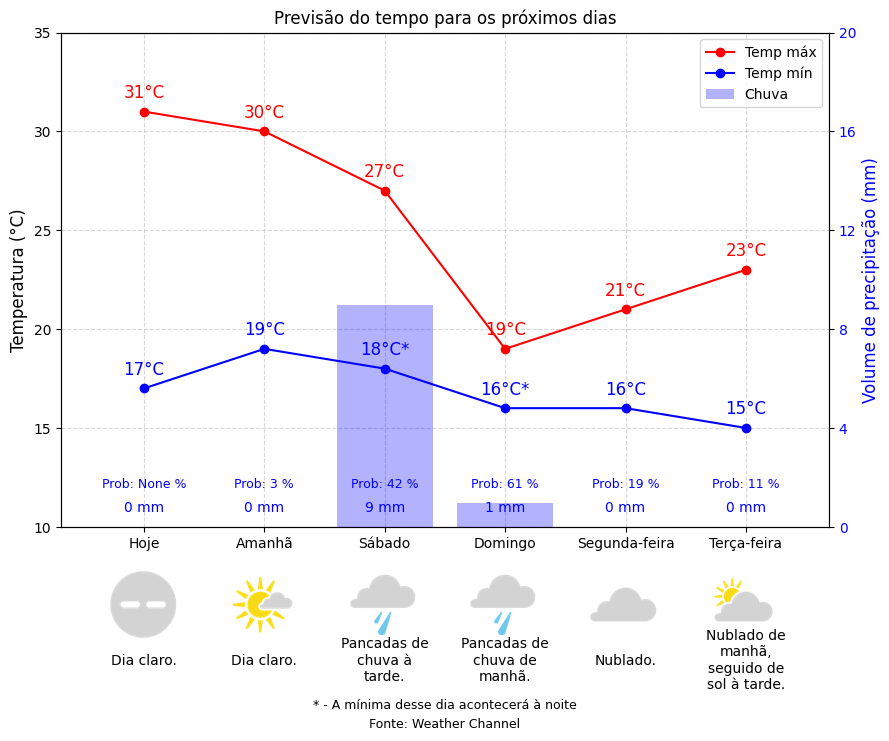 Previsão do tempo para os próximos dias
Temp máx
Temp mín
Chuva
Temperatura (°C)
Volume de precipitação (mm)
35
30
25
20
15
10
20
16
12
8
4
0
31°C
30°C
27°C
19°C
21°C
23°C
17°C
19°C
18°C*
16°C*
16°C
15°C
Prob: None % Prob: 3 % Prob: 42 % Prob: 61 % Prob: 19 % Prob: 11 %
0 mm 0 mm 9 mm 1 mm 0 mm 0 mm
Hoje Amanhã Sábado Domingo Segunda-feira Terça-feira
Dia claro.
Dia claro.
Pancadas de
chuva à
tarde.
Pancadas de
chuva de
manhã.
Nublado.
Nublado de
manhã,
seguido de
sol à tarde.
* - A mínima desse dia acontecerá à noite
Fonte: Weather Channel